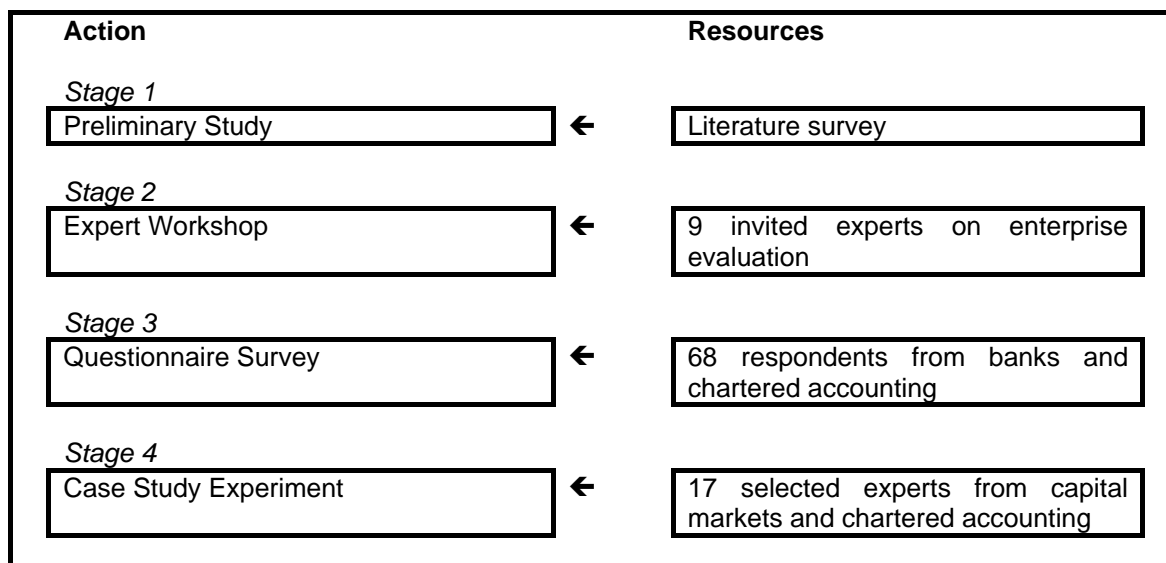 Action Resources
Stage 1
Preliminary Study ← Literature survey
Stage 2
Expert Workshop ← 9 invited experts on enterprise
evaluation
Stage 3
Questionnaire Survey ← 68 respondents from banks and
chartered accounting
Stage 4
Case Study Experiment ← 17 selected experts from capital
markets and chartered accounting